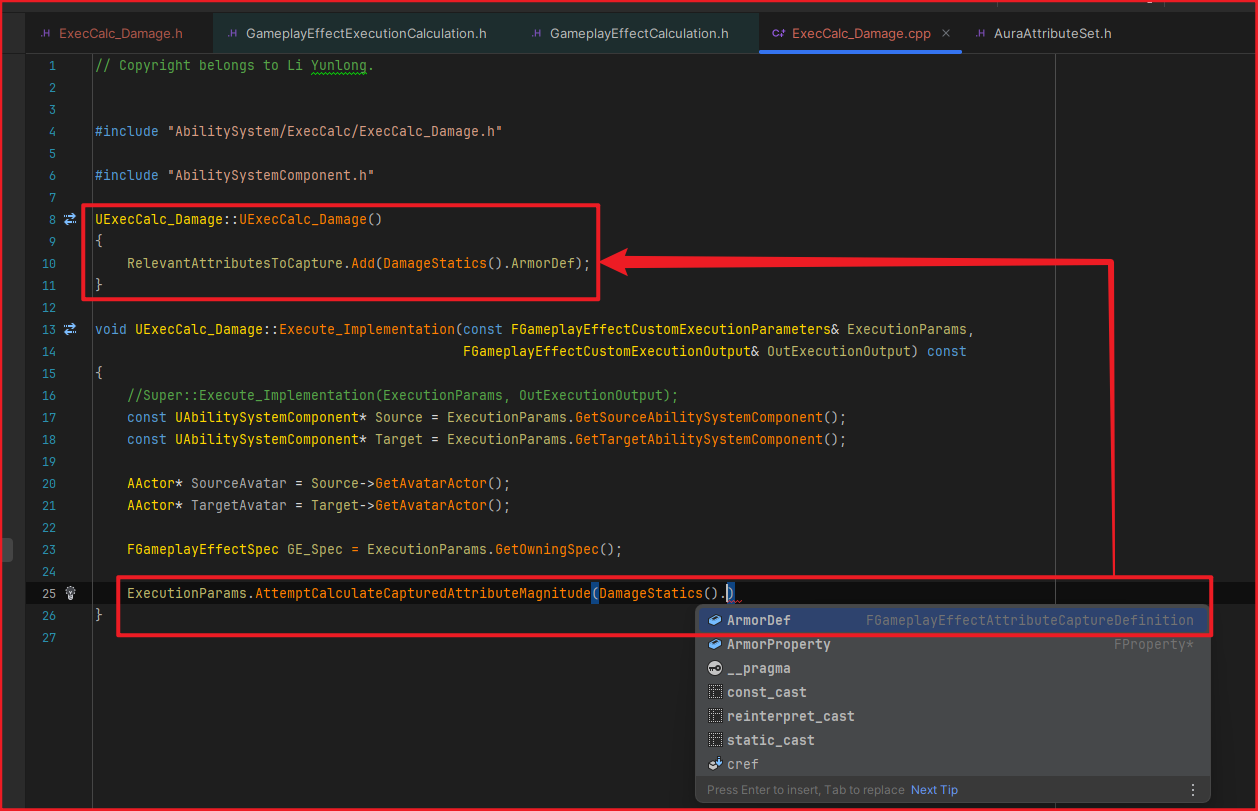 .H ExecCalc_Damage.h .H GameplayEffectExecutionCalculation.h .H GameplayEffectCalculation.h C++ ExecCalc_Damage.cpp × .H AuraAttributeSet.h
1 // Copyright belongs to Li Yunlong.
2
3
4 #include "AbilitySystem/ExecCalc/ExecCalc_Damage.h"
5
6 #include "AbilitySystemComponent.h"
7
8 UExecCalc_Damage::UExecCalc_Damage()
9 {
10 RelevantAttributesToCapture.Add(DamageStatics().ArmorDef);
11 }
12
13 void UExecCalc_Damage::Execute_Implementation(const FGameplayEffectCustomExecutionParameters& ExecutionParams,
14 FGameplayEffectCustomExecutionOutput& OutExecutionOutput) const
15 {
16 //Super::Execute_Implementation(ExecutionParams, OutExecutionOutput);
17 const UAbilitySystemComponent* Source = ExecutionParams.GetSourceAbilitySystemComponent();
18 const UAbilitySystemComponent* Target = ExecutionParams.GetTargetAbilitySystemComponent();
19
20 AActor* SourceAvatar = Source->GetAvatarActor();
21 AActor* TargetAvatar = Target->GetAvatarActor();
22
23 FGameplayEffectSpec GE_Spec = ExecutionParams.GetOwningSpec();
24
25 ExecutionParams.AttemptCalculateCapturedAttributeMagnitude(DamageStatics().)
26 }
27
ArmorDef FGameplayEffectAttributeCaptureDefinition
ArmorProperty FProperty*
__pragma
const_cast
reinterpret_cast
static_cast
cref
Press Enter to insert, Tab to replace Next Tip